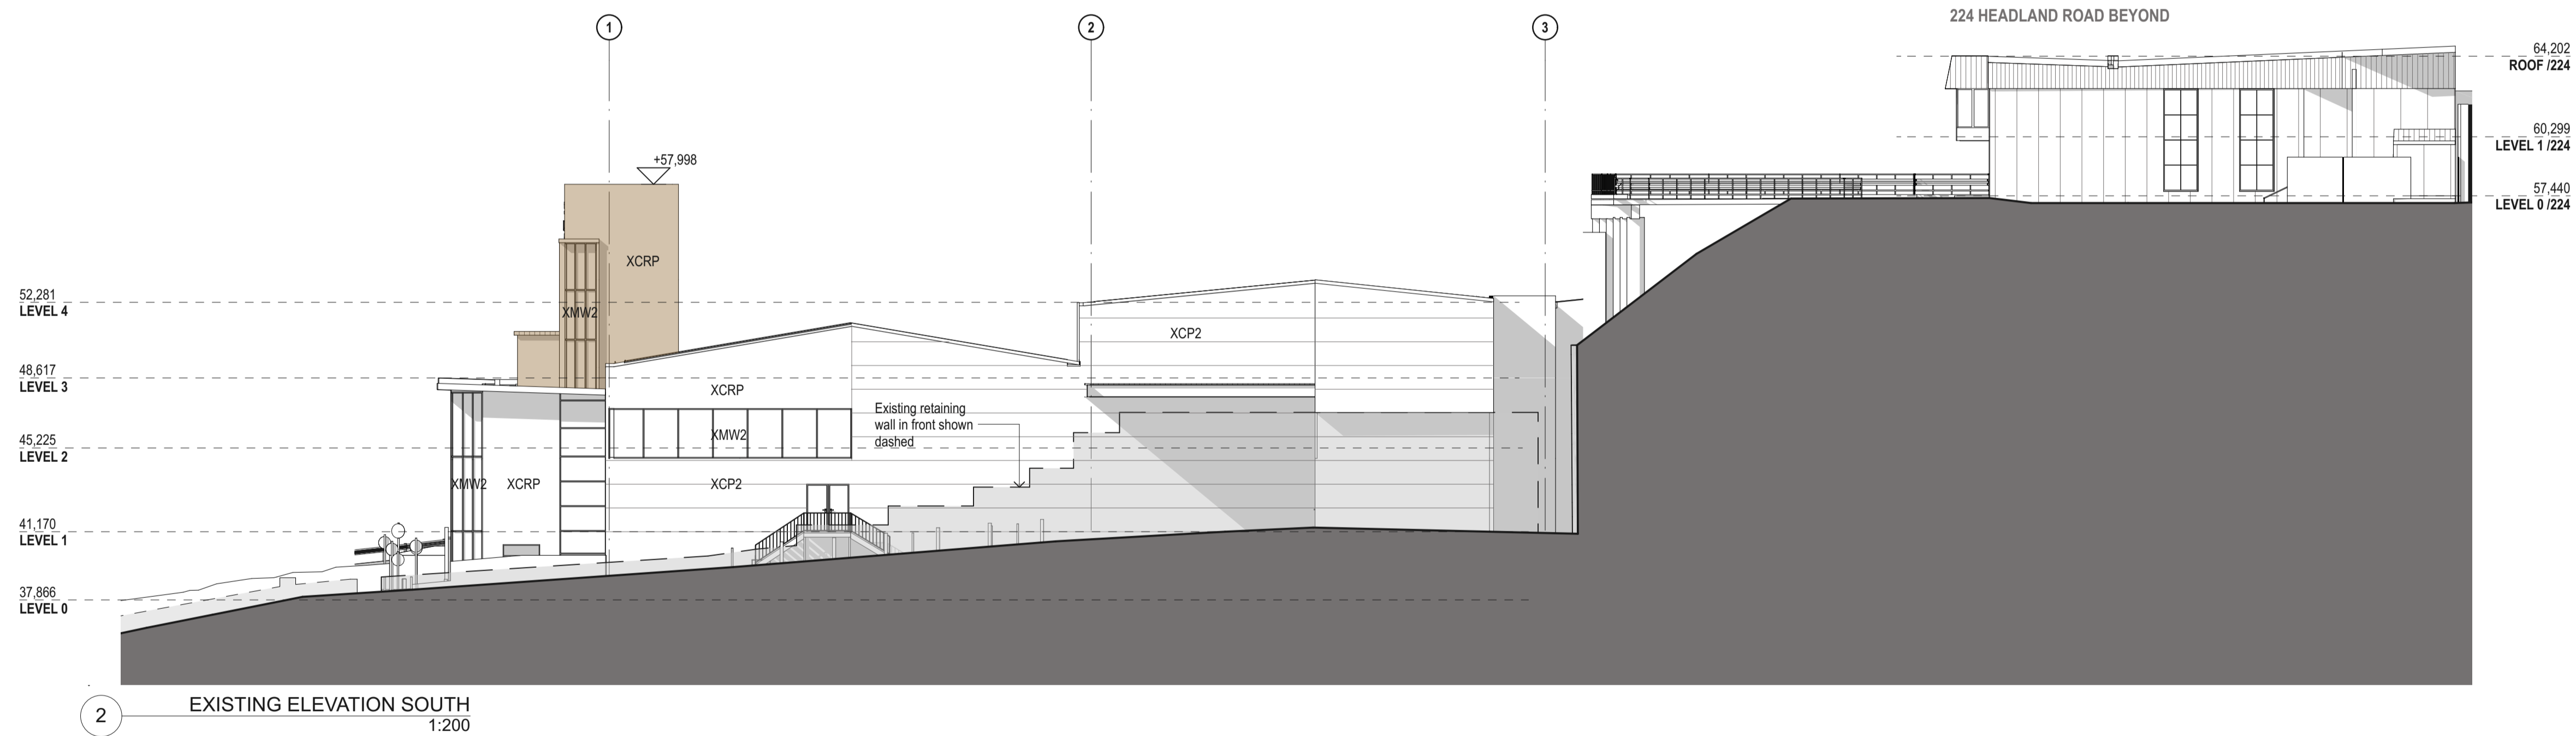 224 HEADLAND ROAD BEYOND
1
2
3
64,202
ROOF /224
60,299
LEVEL 1 /224
57,440
LEVEL 0 /224
+57,998
XCRP
XMW2
52,281
LEVEL 4
XCP2
48,617
LEVEL 3
XCRP
Existing retaining
wall in front shown
dashed
XMW2
45,225
LEVEL 2
XMW2
XCRP
XCP2
41,170
LEVEL 1
37,866
LEVEL 0
2
EXISTING ELEVATION SOUTH
1:200